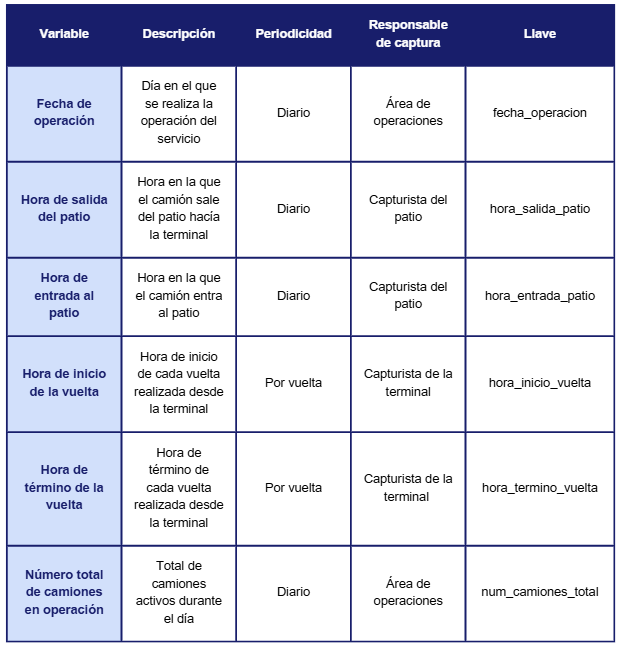 Variable
Descripción
Periodicidad
Responsable
de captura
Llave
Fecha de
operación
Día en el que
se realiza la
operación del
servicio
Diario
Área de
operaciones
fecha_operacion
Hora de salida
del patio
Hora en la que
el camión sale
del patio hacía
la terminal
Diario
Capturista del
patio
hora_salida_patio
Hora de
entrada al
patio
Hora en la que
el camión entra
al patio
Diario
Capturista del
patio
hora_entrada_patio
Hora de inicio
de la vuelta
Hora de inicio
de cada vuelta
realizada desde
la terminal
Por vuelta
Capturista de la
terminal
hora_inicio_vuelta
Hora de
término de la
vuelta
Hora de
término de
cada vuelta
realizada desde
la terminal
Por vuelta
Capturista de la
terminal
hora_termino_vuelta
Número total
de camiones
en operación
Total de
camiones
activos durante
el día
Diario
Área de
operaciones
num_camiones_total